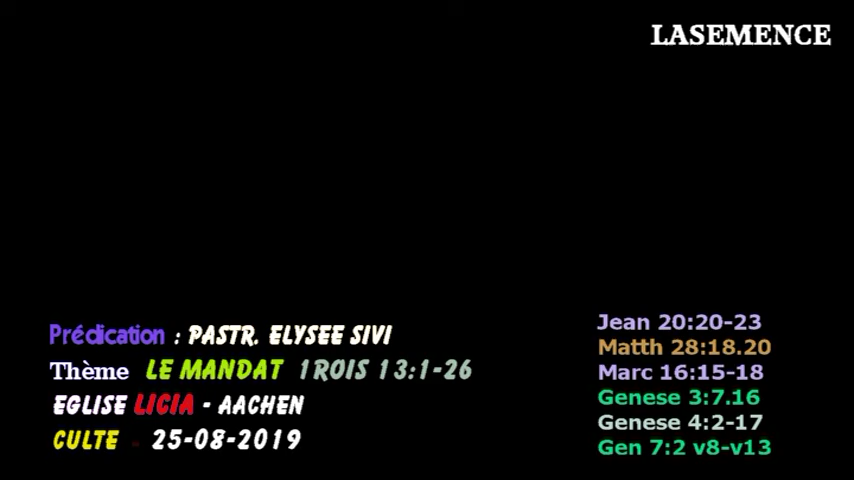 LASEMENCE
Prédication : PASTR. ELYSEE SIVI
Thème LE MANDAT 1ROIS 13:1-26
EGLISE LICIA - AACHEN
CULTE - 25-08-2019
Jean 20:20-23
Matth 28:18.20
Marc 16:15-18
Genese 3:7.16
Genese 4:2-17
Gen 7:2 v8-v13